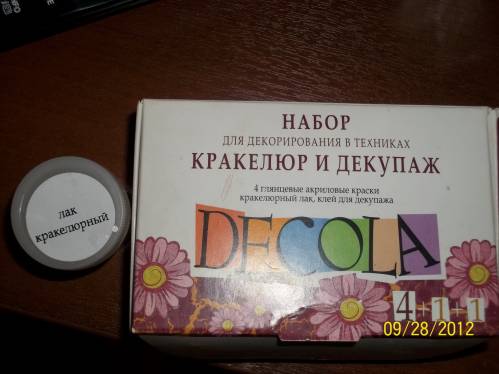 лак
кракелюрный
НАБОР
ДЛЯ ДЕКОРИРОВАНИЯ В ТЕХНИКАХ
КРАКЕЛЮР И ДЕКУПАЖ
4 глянцевые акриловые краски
кракелюрный лак, клей для декупажа
DECOLA
4+1+1
09/28/2012